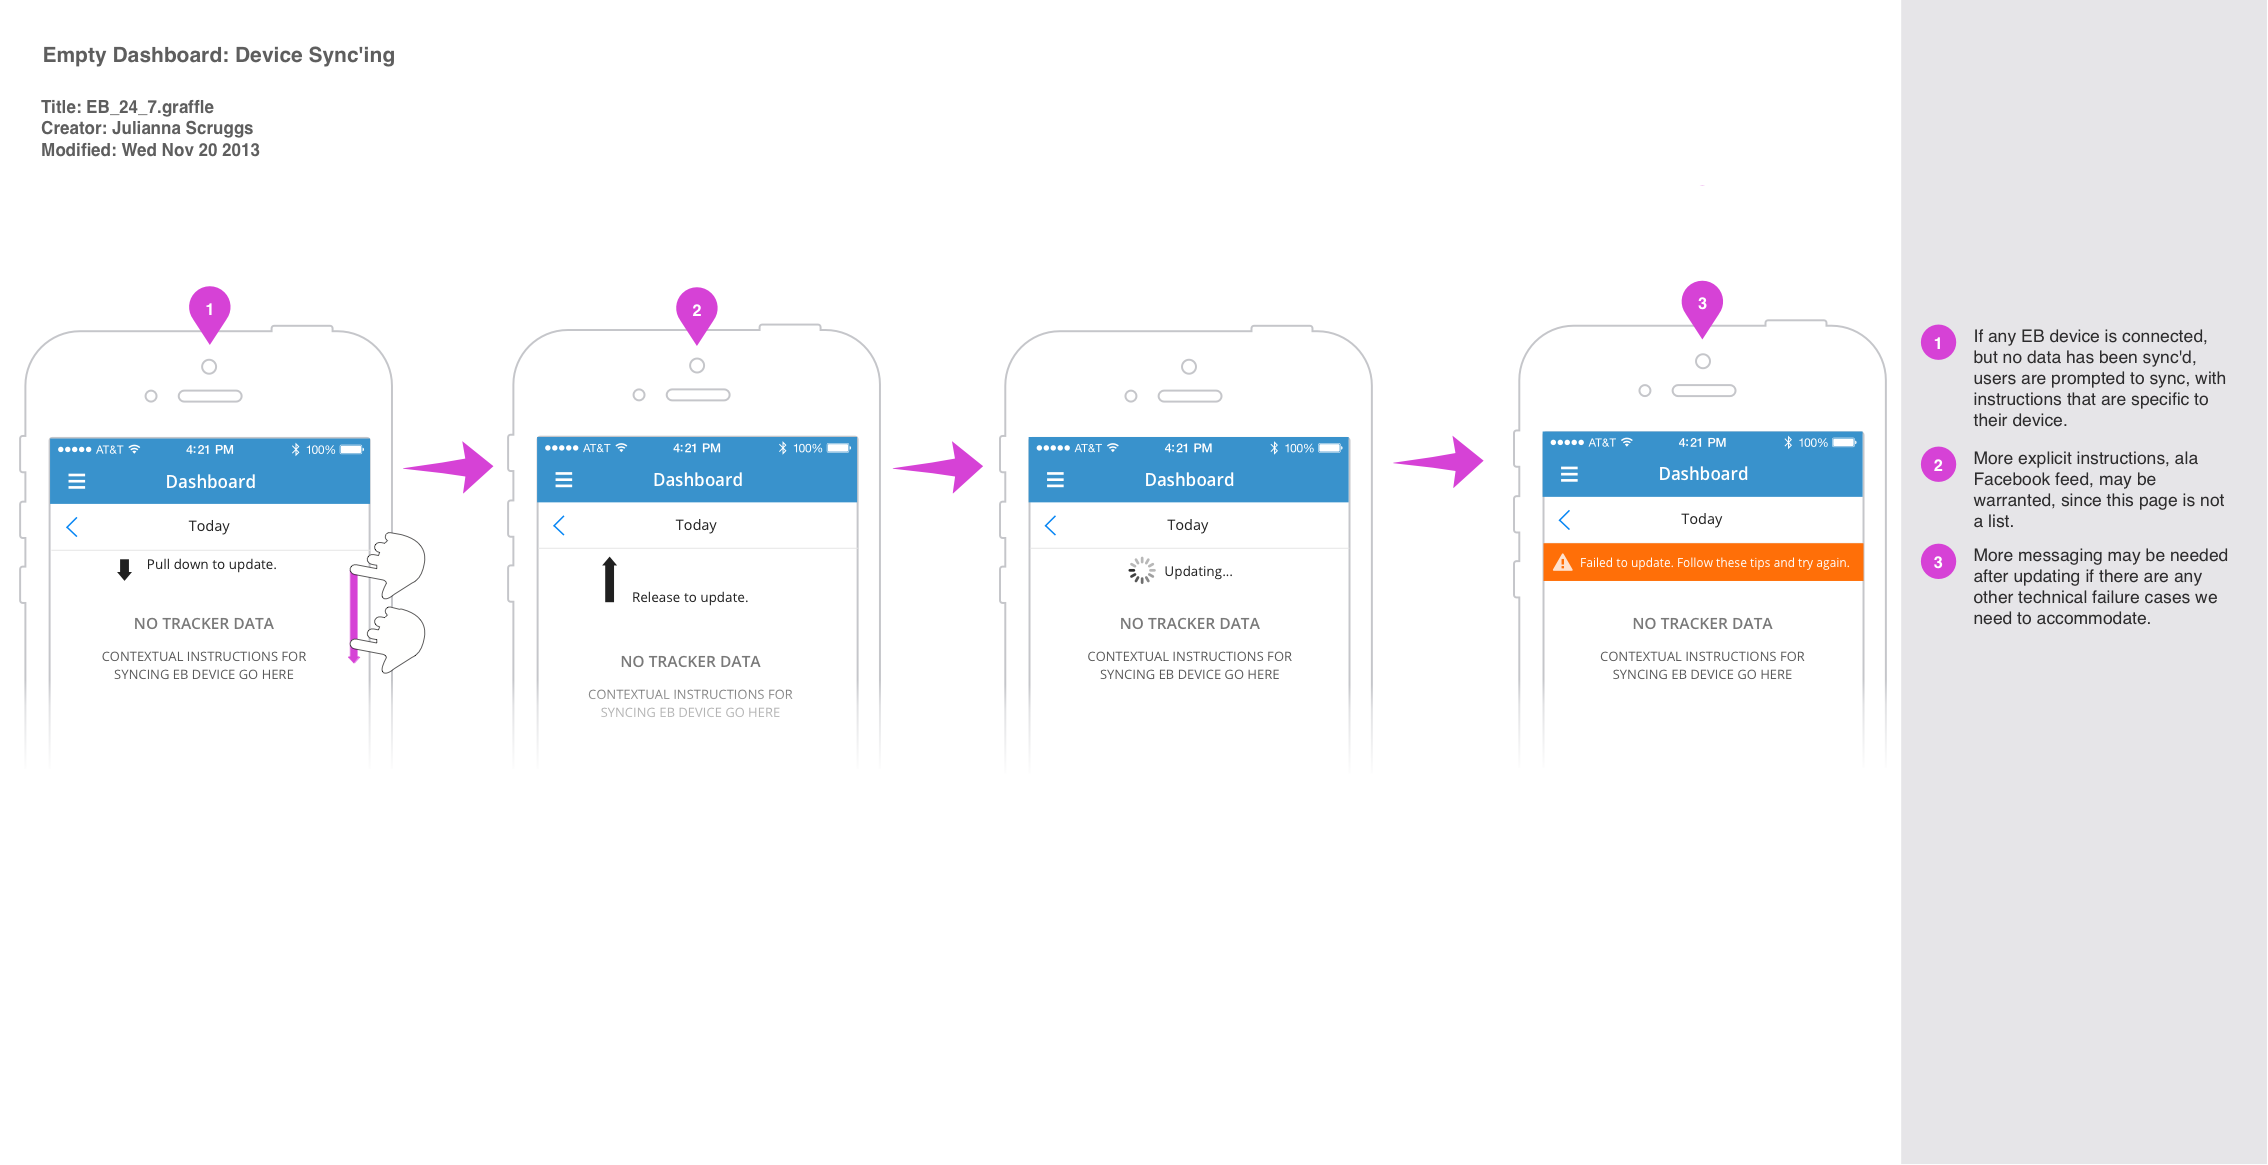 Empty Dashboard: Device Sync'ing
Title: EB_24_7.graffle
Creator: Julianna Scruggs
Modified: Wed Nov 20 2013
1
AT&T
4:21 PM
100%
Dashboard
Today
Pull down to update.
NO TRACKER DATA
CONTEXTUAL INSTRUCTIONS FOR
SYNCING EB DEVICE GO HERE
2
AT&T
4:21 PM
100%
Dashboard
Today
Release to update.
NO TRACKER DATA
CONTEXTUAL INSTRUCTIONS FOR
SYNCING EB DEVICE GO HERE
AT&T
4:21 PM
100%
Dashboard
Today
Updating...
NO TRACKER DATA
CONTEXTUAL INSTRUCTIONS FOR
SYNCING EB DEVICE GO HERE
3
AT&T
4:21 PM
100%
Dashboard
Today
Failed to update. Follow these tips and try again.
NO TRACKER DATA
CONTEXTUAL INSTRUCTIONS FOR
SYNCING EB DEVICE GO HERE
1 If any EB device is connected,
but no data has been sync'd,
users are prompted to sync, with
instructions that are specific to
their device.
2 More explicit instructions, ala
Facebook feed, may be
warranted, since this page is not
a list.
3 More messaging may be needed
after updating if there are any
other technical failure cases we
need to accommodate.